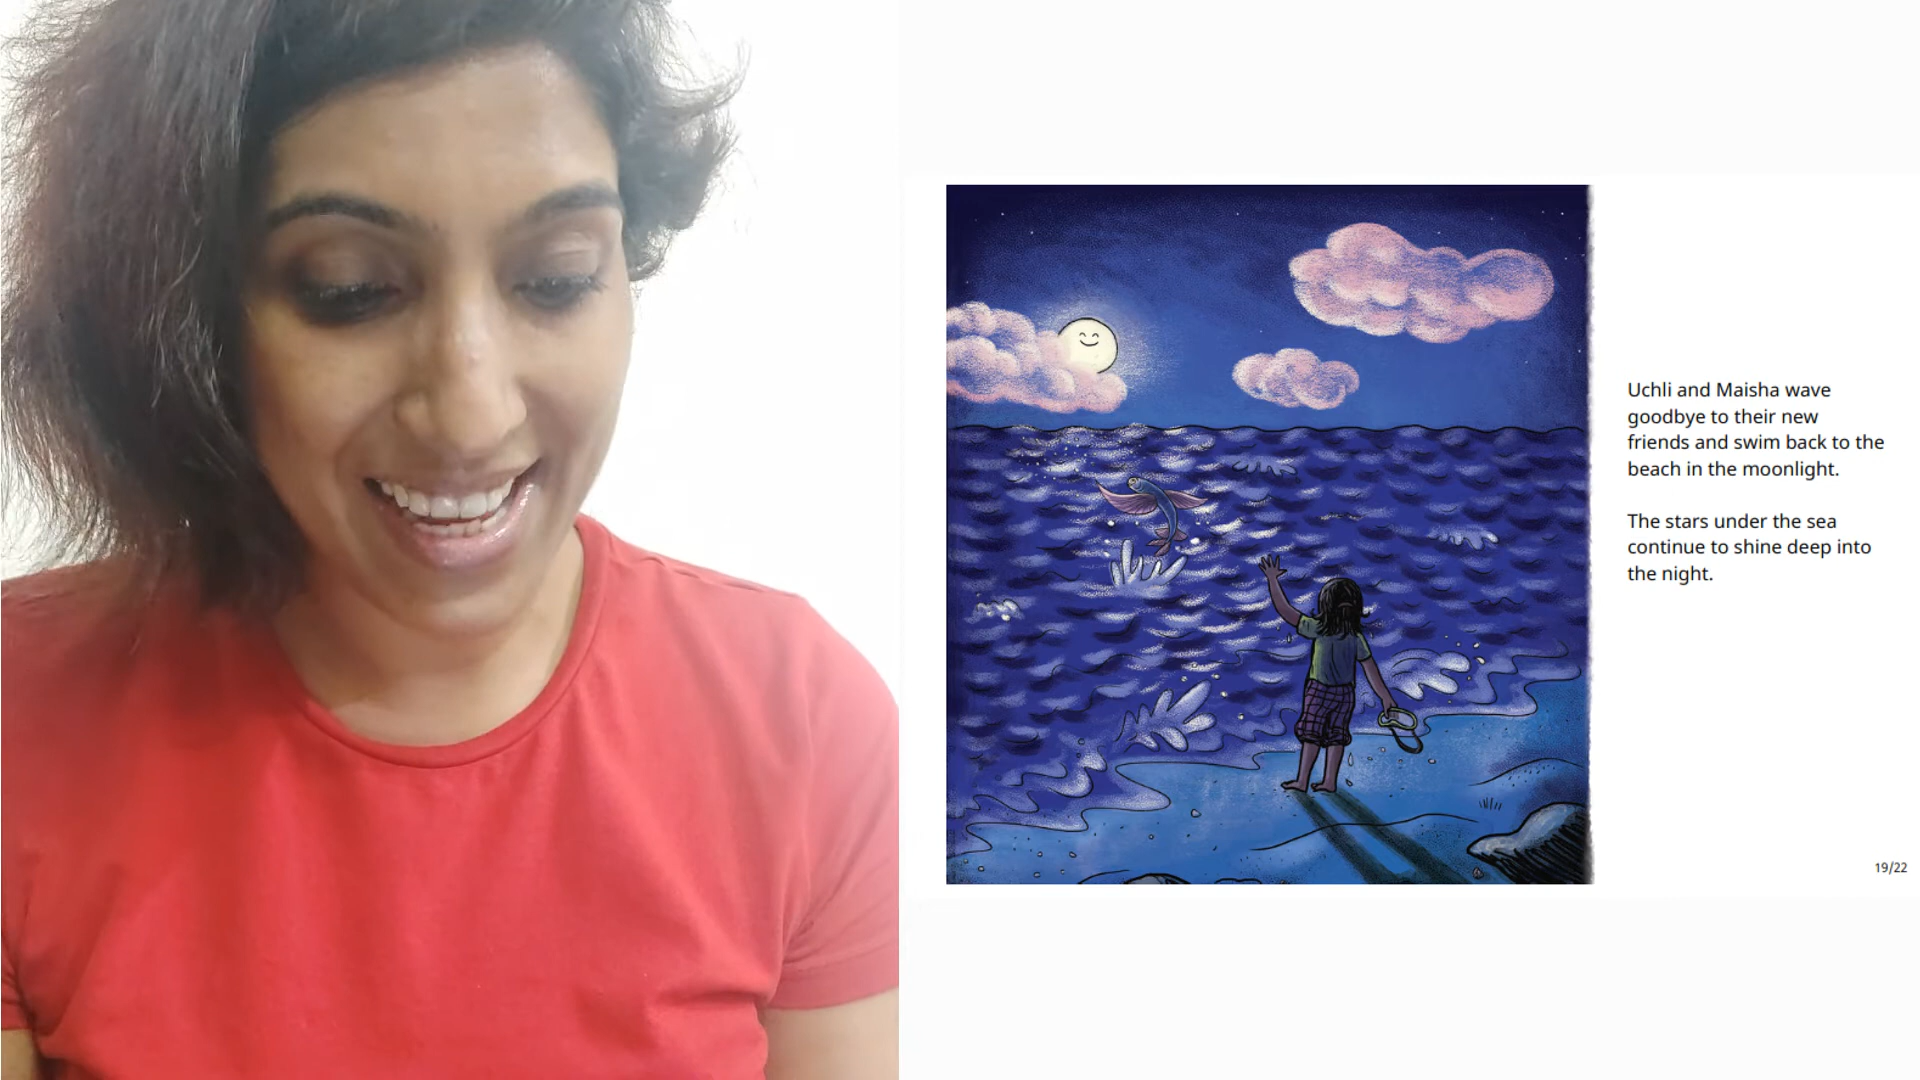 Uchli and Maisha wave
goodbye to their new
friends and swim back to the
beach in the moonlight.
The stars under the sea
continue to shine deep into
the night.
19/22